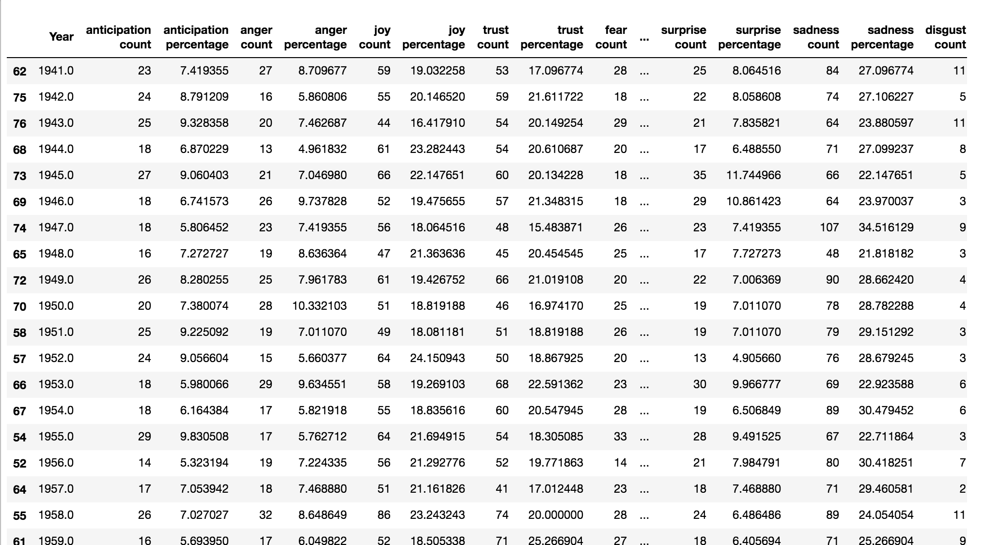 Year anticipation count anticipation percentage anger count anger percentage joy count joy percentage trust count trust percentage fear count ... surprise count surprise percentage sadness count sadness percentage disgust count
62 1941.0 23 7.419355 27 8.709677 59 19.032258 53 17.096774 28 ... 25 8.064516 84 27.096774 11
75 1942.0 24 8.791209 16 5.860806 55 20.146520 59 21.611722 18 ... 22 8.058608 74 27.106227 5
76 1943.0 25 9.328358 20 7.462687 44 16.417910 54 20.149254 29 ... 21 7.835821 64 23.880597 11
68 1944.0 18 6.870229 13 4.961832 61 23.282443 54 20.610687 20 ... 17 6.488550 71 27.099237 8
73 1945.0 27 9.060403 21 7.046980 66 22.147651 60 20.134228 18 ... 35 11.744966 66 22.147651 5
69 1946.0 18 6.741573 26 9.737828 52 19.475655 57 21.348315 18 ... 29 10.861423 64 23.970037 3
74 1947.0 18 5.806452 23 7.419355 56 18.064516 48 15.483871 26 ... 23 7.419355 107 34.516129 9
65 1948.0 16 7.272727 19 8.636364 47 21.363636 45 20.454545 25 ... 17 7.727273 48 21.818182 3
72 1949.0 26 8.280255 25 7.961783 61 19.426752 66 21.019108 20 ... 22 7.006369 90 28.662420 4
70 1950.0 20 7.380074 28 10.332103 51 18.819188 46 16.974170 25 ... 19 7.011070 78 28.782288 4
58 1951.0 25 9.225092 19 7.011070 49 18.081181 51 18.819188 26 ... 19 7.011070 79 29.151292 3
57 1952.0 24 9.056604 15 5.660377 64 24.150943 50 18.867925 20 ... 13 4.905660 76 28.679245 3
66 1953.0 18 5.980066 29 9.634551 58 19.269103 68 22.591362 23 ... 30 9.966777 69 22.923588 6
67 1954.0 18 6.164384 17 5.821918 55 18.835616 60 20.547945 28 ... 19 6.506849 89 30.479452 6
54 1955.0 29 9.830508 17 5.762712 64 21.694915 54 18.305085 33 ... 28 9.491525 67 22.711864 3
52 1956.0 14 5.323194 19 7.224335 56 21.292776 52 19.771863 14 ... 21 7.984791 80 30.418251 7
64 1957.0 17 7.053942 18 7.468880 51 21.161826 41 17.012448 23 ... 18 7.468880 71 29.460581 2
55 1958.0 26 7.027027 32 8.648649 86 23.243243 74 20.000000 28 ... 24 6.486486 89 24.054054 11
61 1959.0 16 5.693950 17 6.049822 52 18.505338 71 25.266904 27 ... 18 6.405694 71 25.266904 9